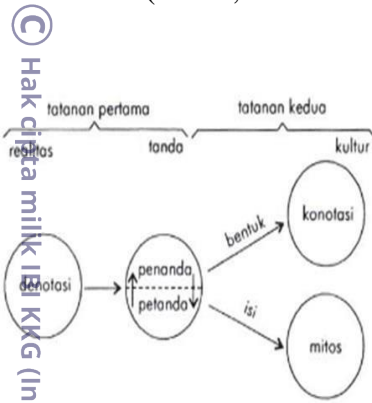 tatanan pertama
tatanan kedua
realitas
tanda
kultur
konotasi
bentuk
denotasi
penanda
petanda
isi
mitos
© Hak cipta milik IBI KKG (In